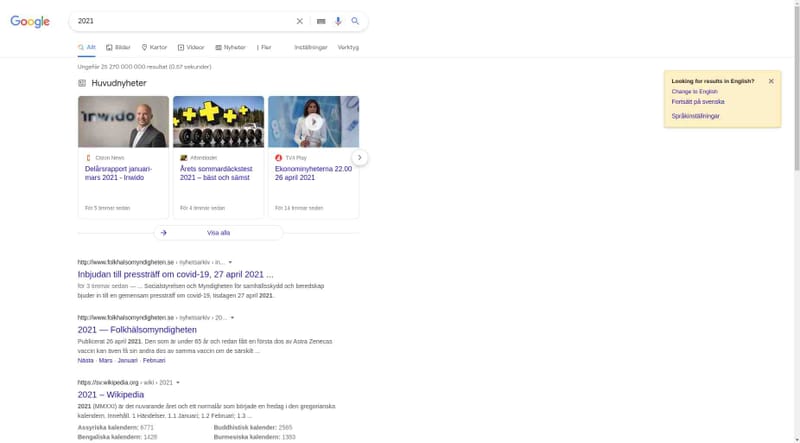 Google
2021
Allt
Bilder
Kartor
Videor
Nyheter
Fler
Inställningar
Verktyg
Ungefär 25 270 000 000 resultat (0,67 sekunder)
Huvudnyheter
inwido
Cision News
Delårsrapport januari-
mars 2021 - Inwido
För 5 timmar sedan
Aftonbladet
Årets sommardäckstest
2021 – bäst och sämst
För 4 timmar sedan
TV4 Play
Ekonominyheterna 22.00
26 april 2021
För 14 timmar sedan
Visa alla
http://www.folkhalsomyndigheten.se › nyhetsarkiv › in...
Inbjudan till pressträff om covid-19, 27 april 2021 ...
för 3 timmar sedan — ... Socialstyrelsen och Myndigheten för samhällsskydd och beredskap
bjuder in till en gemensam pressträff om covid-19, tisdagen 27 april 2021.
http://www.folkhalsomyndigheten.se › nyhetsarkiv › 20...
2021 — Folkhälsomyndigheten
Publicerat 26 april 2021. Den som är under 65 år och redan fått en första dos av Astra Zenecas
vaccin kan även få sin andra dos av samma vaccin om de särskilt ...
Nästa · Mars · Januari · Februari
https://sv.wikipedia.org › wiki › 2021
2021 – Wikipedia
2021 (MMXXI) är det nuvarande året och ett normalår som började en fredag i den gregorianska
kalendern. Innehåll. 1 Händelser. 1.1 Januari; 1.2 Februari; 1.3 ...
Assyriska kalendern: 6771
Buddhistisk kalender: 2565
Bengaliska kalendern: 1428
Burmesiska kalendern: 1383
Looking for results in English?
Change to English
Fortsätt på svenska
Språkinställningar